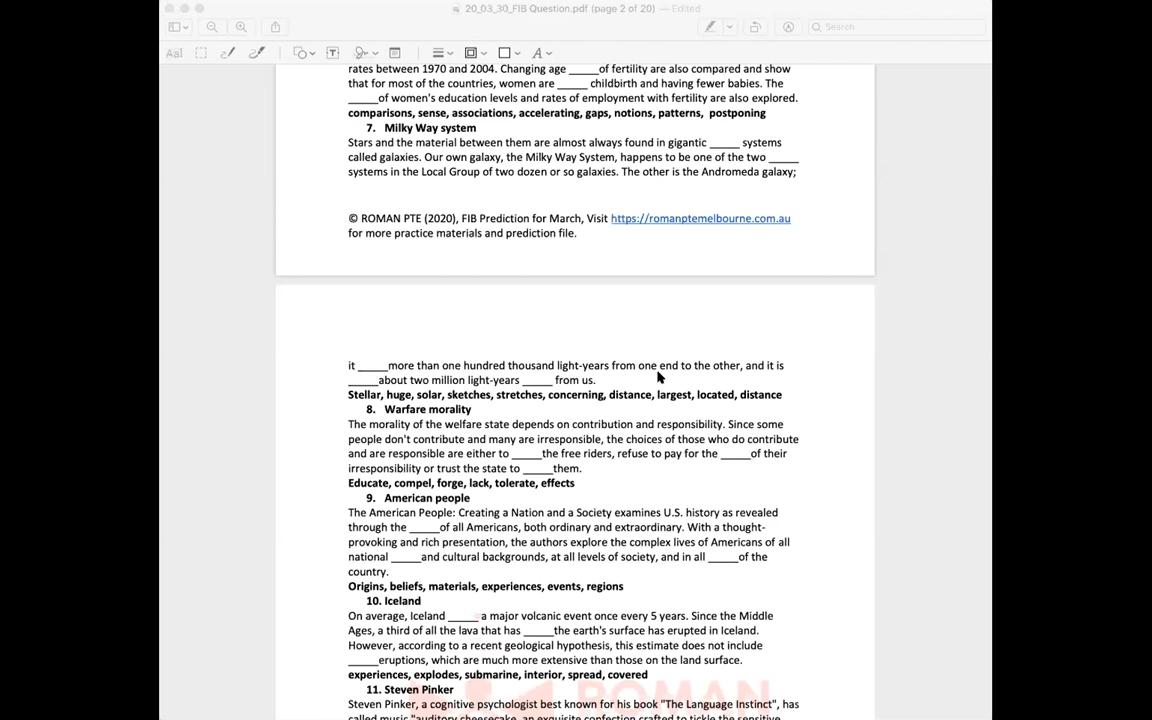 20_03_30_FIB Question.pdf (page 2 of 20) — Edited
Search
rates between 1970 and 2004. Changing age _____of fertility are also compared and show
that for most of the countries, women are _____ childbirth and having fewer babies. The
_____of women's education levels and rates of employment with fertility are also explored.
comparisons, sense, associations, accelerating, gaps, notions, patterns, postponing
7. Milky Way system
Stars and the material between them are almost always found in gigantic _____ systems
called galaxies. Our own galaxy, the Milky Way System, happens to be one of the two _____
systems in the Local Group of two dozen or so galaxies. The other is the Andromeda galaxy;
© ROMAN PTE (2020), FIB Prediction for March, Visit https://romanptemelbourne.com.au
for more practice materials and prediction file.
it _____more than one hundred thousand light-years from one end to the other, and it is
_____about two million light-years _____ from us.
Stellar, huge, solar, sketches, stretches, concerning, distance, largest, located, distance
8. Warfare morality
The morality of the welfare state depends on contribution and responsibility. Since some
people don't contribute and many are irresponsible, the choices of those who do contribute
and are responsible are either to _____the free riders, refuse to pay for the _____of their
irresponsibility or trust the state to _____them.
Educate, compel, forge, lack, tolerate, effects
9. American people
The American People: Creating a Nation and a Society examines U.S. history as revealed
through the _____of all Americans, both ordinary and extraordinary. With a thought-
provoking and rich presentation, the authors explore the complex lives of Americans of all
national _____and cultural backgrounds, at all levels of society, and in all _____of the
country.
Origins, beliefs, materials, experiences, events, regions
10. Iceland
On average, Iceland _____ a major volcanic event once every 5 years. Since the Middle
Ages, a third of all the lava that has _____the earth's surface has erupted in Iceland.
However, according to a recent geological hypothesis, this estimate does not include
_____eruptions, which are much more extensive than those on the land surface.
experiences, explodes, submarine, interior, spread, covered
11. Steven Pinker
Steven Pinker, a cognitive psychologist best known for his book "The Language Instinct", has
called music "auditory cheesecake, an exquisite confection crafted to tickle the sensitive
ROMAN